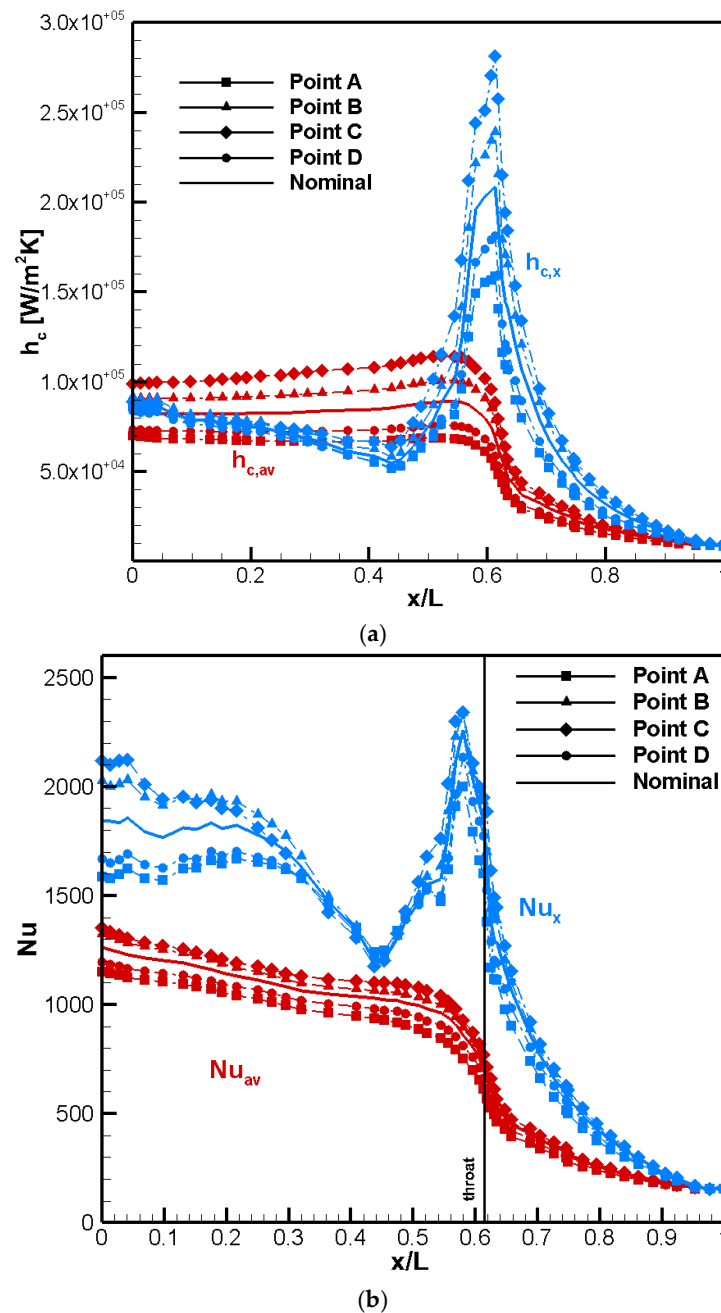 3.0x10+05
2.5x10+05
2.0x10+05
1.5x10+05
1.0x10+05
5.0x10+04
hc [W/m2K]
Point A
Point B
Point C
Point D
Nominal
hc,x
hc,av
0 0.2 0.4 0.6 0.8 1
x/L
(a)
2500
2000
1500
1000
500
0
Nu
Point A
Point B
Point C
Point D
Nominal
Nux
Nuav
throat
0 0.1 0.2 0.3 0.4 0.5 0.6 0.7 0.8 0.9 1
x/L
(b)